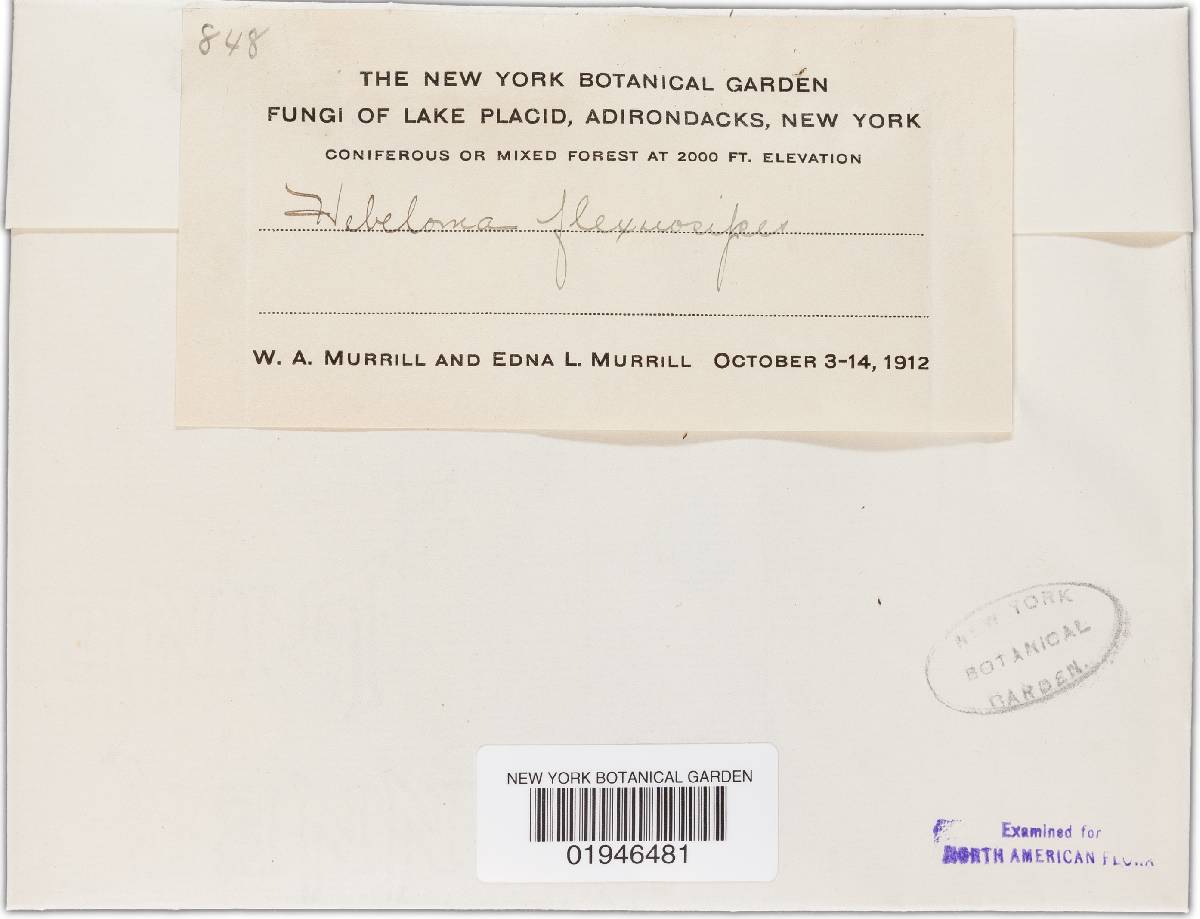 848
THE NEW YORK BOTANICAL GARDEN
FUNGI OF LAKE PLACID, ADIRONDACKS, NEW YORK
CONIFEROUS OR MIXED FOREST AT 2000 FT. ELEVATION
Hebeloma flexuosipes
W. A. MURRILL AND EDNA L. MURRILL OCTOBER 3-14, 1912
NEW YORK
BOTANICAL
GARDEN.
NEW YORK BOTANICAL GARDEN
01946481
Examined for
NORTH AMERICAN FLORA